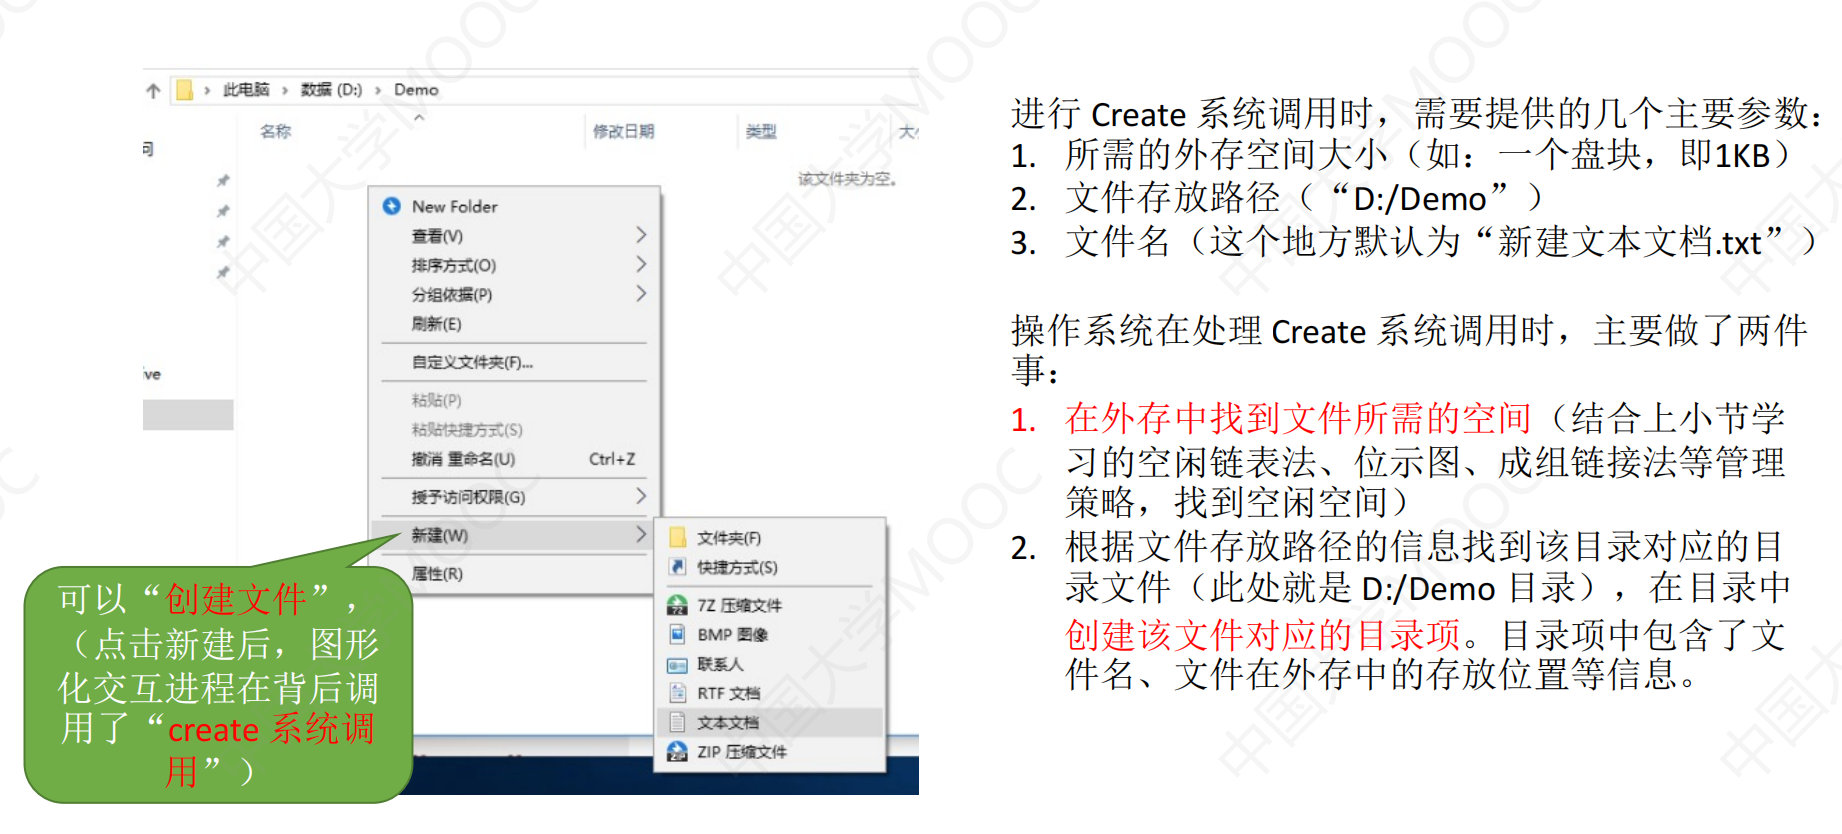 此电脑 › 数据 (D:) › Demo
名称 修改日期 类型
问
该文件夹为空。
New Folder
查看(V)
排序方式(O)
分组依据(P)
刷新(E)
ive
自定义文件夹(F)...
粘贴(P)
粘贴快捷方式(S)
撤消 重命名(U) Ctrl+Z
授予访问权限(G)
新建(W)
属性(R)
文件夹(F)
快捷方式(S)
7Z 压缩文件
BMP 图像
联系人
RTF 文档
文本文档
ZIP 压缩文件
可以“创建文件”，
（点击新建后，图形
化交互进程在背后调
用了“create 系统调
用”）
进行 Create 系统调用时，需要提供的几个主要参数：
1. 所需的外存空间大小（如：一个盘块，即1KB）
2. 文件存放路径（“D:/Demo”）
3. 文件名（这个地方默认为“新建文本文档.txt”）
操作系统在处理 Create 系统调用时，主要做了两件
事：
1. 在外存中找到文件所需的空间（结合上小节学
习的空闲链表法、位示图、成组链接法等管理
策略，找到空闲空间）
2. 根据文件存放路径的信息找到该目录对应的目
录文件（此处就是 D:/Demo 目录），在目录中
创建该文件对应的目录项。目录项中包含了文
件名、文件在外存中的存放位置等信息。
中国大学MOOC